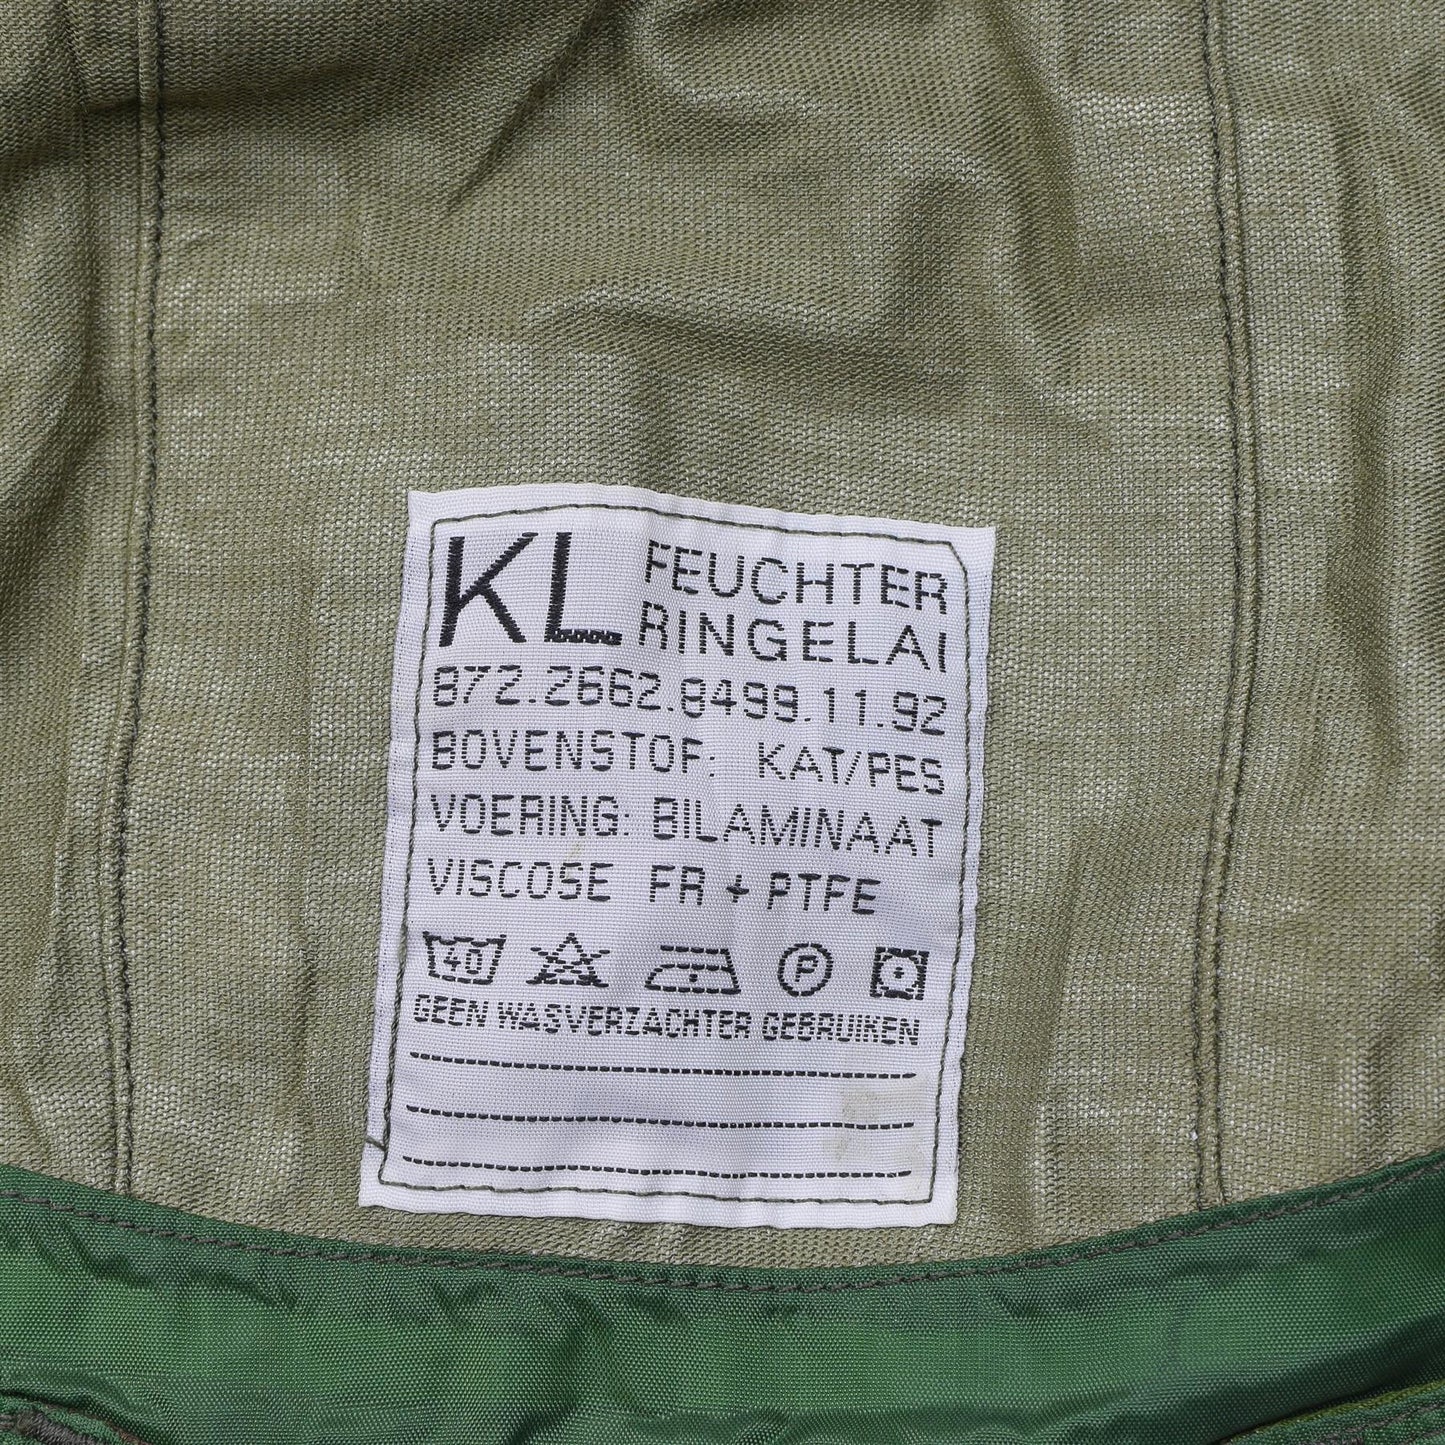 KL FEUCHTER
RINGELAI
872.2662.8499.11.92
BOVENSTOF: KAT/PES
VOERING: BILAMINAAT
VISCOSE FR + PTFE
40 P
GEEN WASVERZACHTER GEBRUIKEN